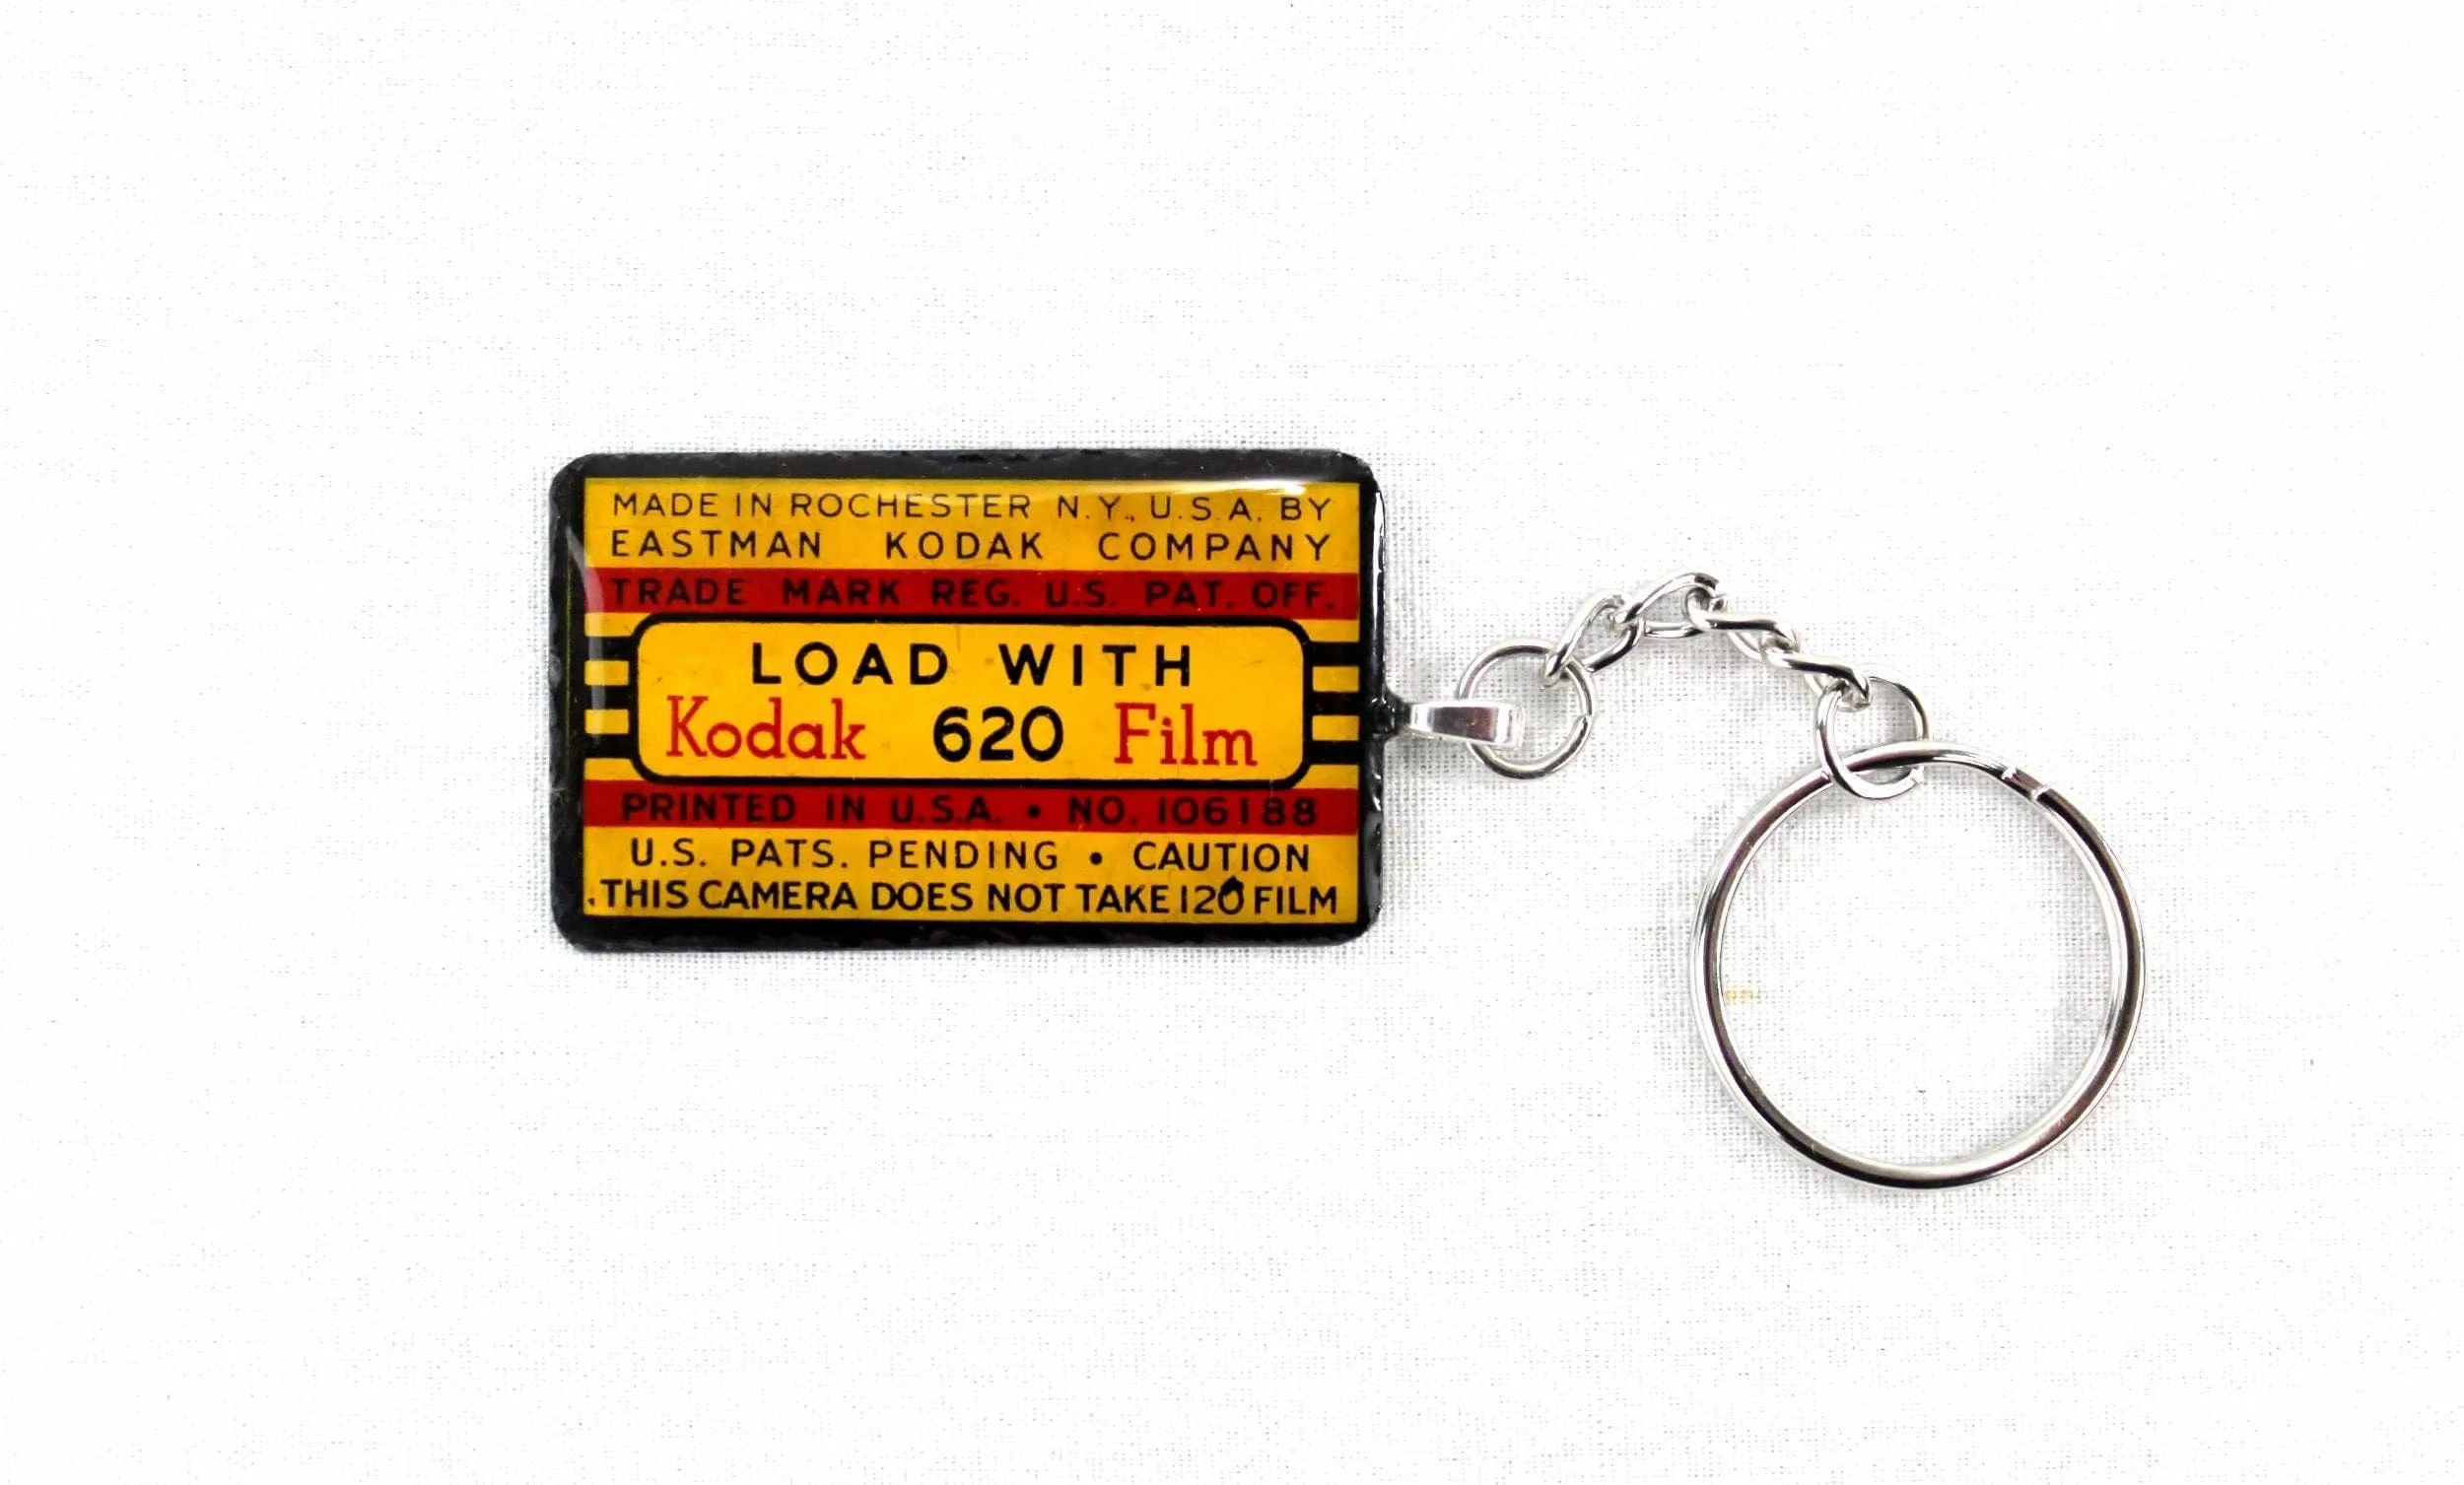 MADE IN ROCHESTER N.Y., U.S.A. BY
EASTMAN KODAK COMPANY
TRADE MARK REG. U.S. PAT. OFF.
LOAD WITH
Kodak 620 Film
PRINTED IN U.S.A. • NO. 106188
U.S. PATS. PENDING • CAUTION
THIS CAMERA DOES NOT TAKE 120 FILM